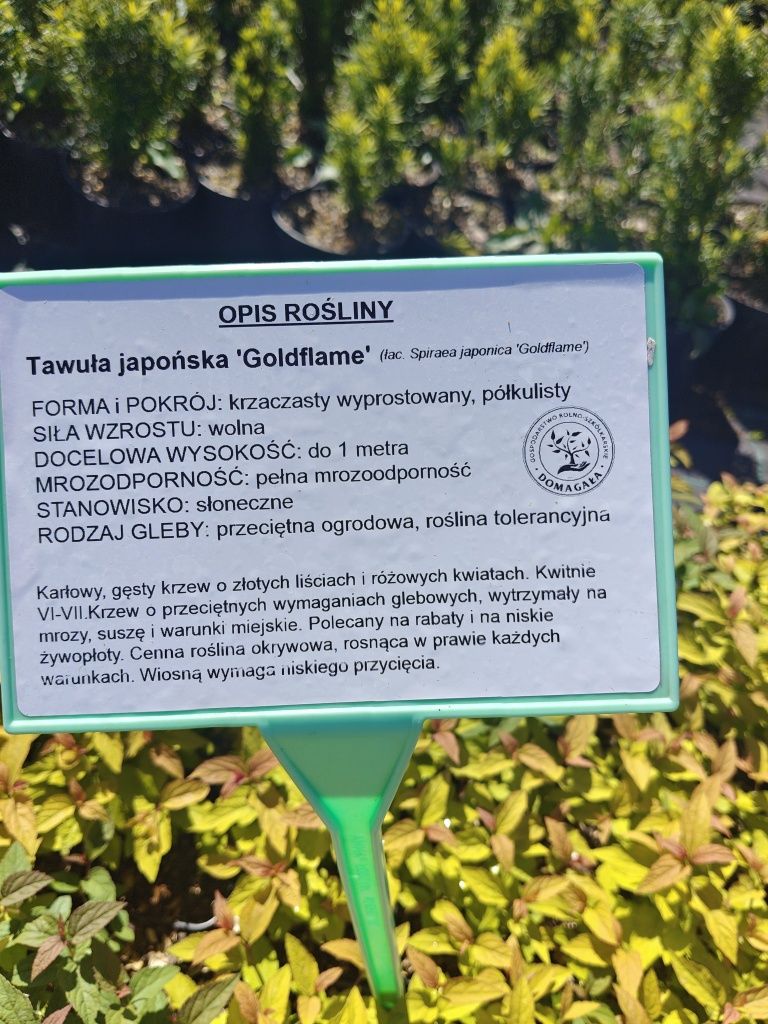 OPIS ROŚLINY
Tawuła japońska 'Goldflame' (łac. Spiraea japonica 'Goldflame')
FORMA i POKRÓJ: krzaczasty wyprostowany, półkulisty
SIŁA WZROSTU: wolna
DOCELOWA WYSOKOŚĆ: do 1 metra
MROZODPORNOŚĆ: pełna mrozoodporność
STANOWISKO: słoneczne
RODZAJ GLEBY: przeciętna ogrodowa, roślina tolerancyjna
GOSPODARSTWO ROLNO-SZKÓŁKARSKIE
DOMAGAŁA
Karłowy, gęsty krzew o złotych liściach i różowych kwiatach. Kwitnie
VI-VII.Krzew o przeciętnych wymaganiach glebowych, wytrzymały na
mrozy, suszę i warunki miejskie. Polecany na rabaty i na niskie
żywopłoty. Cenna roślina okrywowa, rosnąca w prawie każdych
warunkach. Wiosną wymaga niskiego przycięcia.